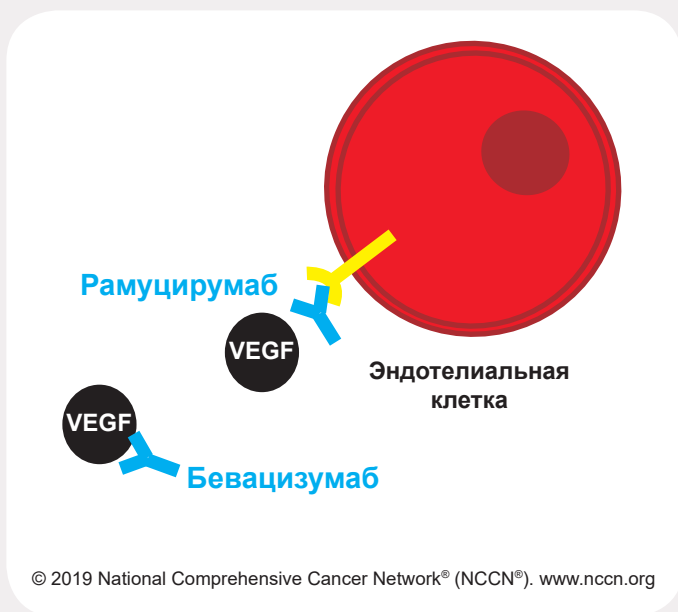 Рамуцирумаб
VEGF
Эндотелиальная
клетка
VEGF
Бевацизумаб
© 2019 National Comprehensive Cancer Network® (NCCN®). www.nccn.org